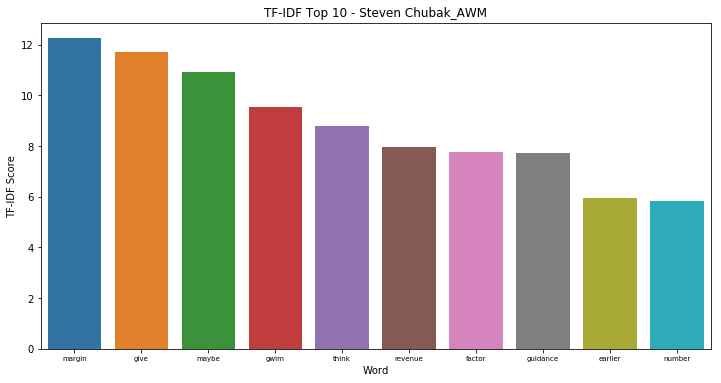 TF-IDF Top 10 - Steven Chubak_AWM
TF-IDF Score
12
10
8
6
4
2
0
margin give maybe gwim think revenue factor guidance earlier number
Word